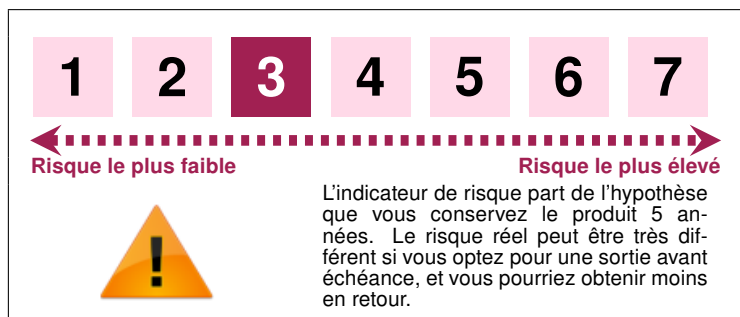 1 2 3 4 5 6 7
Risque le plus faible Risque le plus élevé
L'indicateur de risque part de l'hypothèse
que vous conservez le produit 5 an-
nées. Le risque réel peut être très dif-
férent si vous optez pour une sortie avant
échéance, et vous pourriez obtenir moins
en retour.